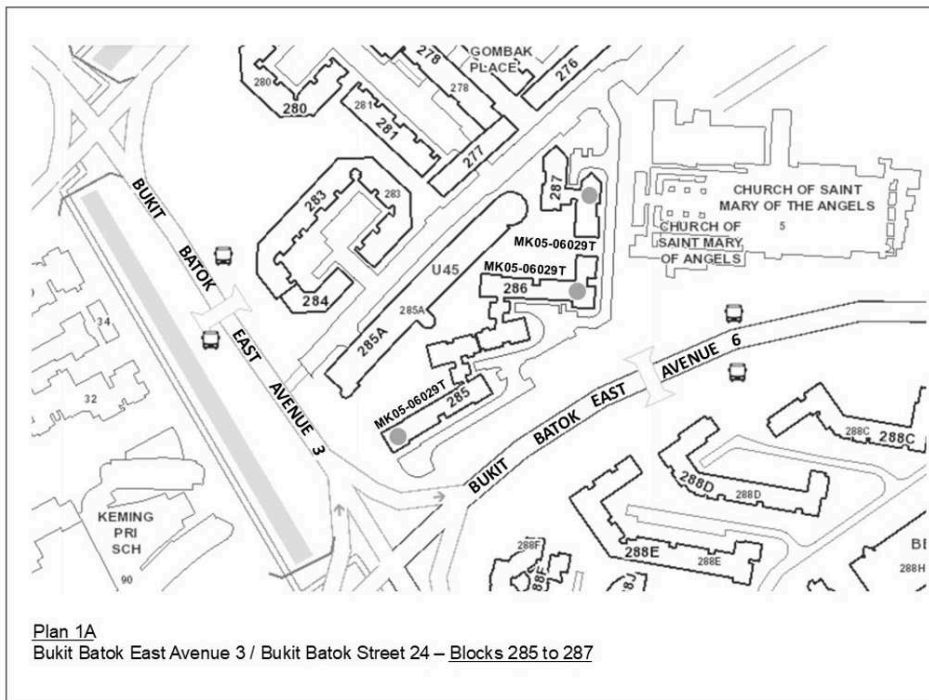 GOMBAK
PLACE
278
278
276
280
280
281
281
277
283
283
284
287
MK05-06029T
MK05-06029T
286
CHURCH OF SAINT
MARY OF THE ANGELS
5
CHURCH OF
SAINT MARY
OF ANGELS
U45
285A
285A
MK05-06029T
285
BUKIT BATOK EAST AVENUE 3
BUKIT BATOK EAST AVENUE 6
34
32
KEMING
PRI
SCH
90
288C
288C
288D
288D
288E
288E
288F
288F
288H
Plan 1A
Bukit Batok East Avenue 3 / Bukit Batok Street 24 – Blocks 285 to 287